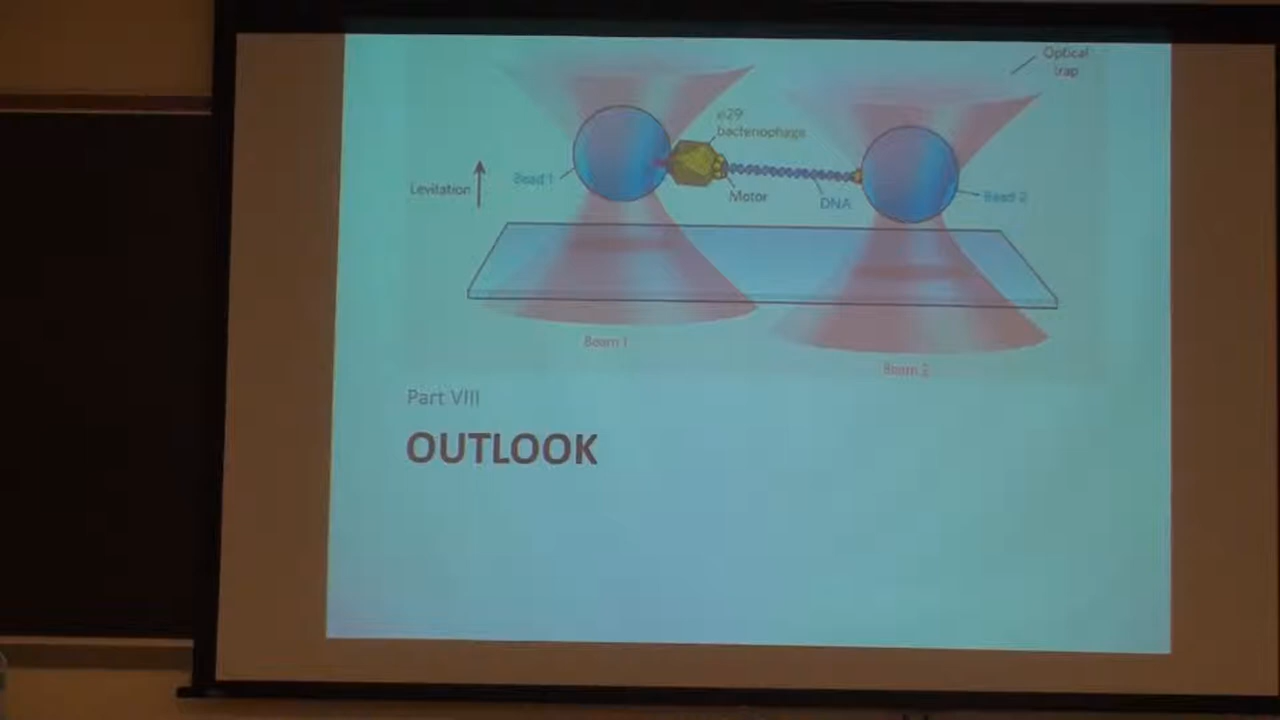 Optical
trap
φ29
bacteriophage
Levitation
Bead 1
Motor
DNA
Bead 2
Beam 1
Beam 2
Part VIII
OUTLOOK